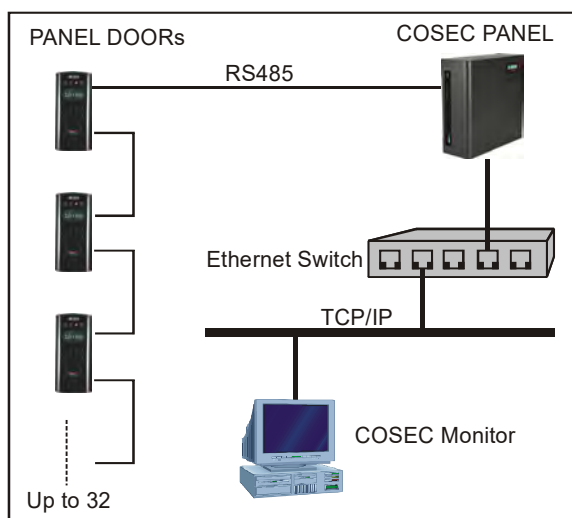 PANEL DOORs
COSEC PANEL
RS485
Ethernet Switch
TCP/IP
COSEC Monitor
Up to 32